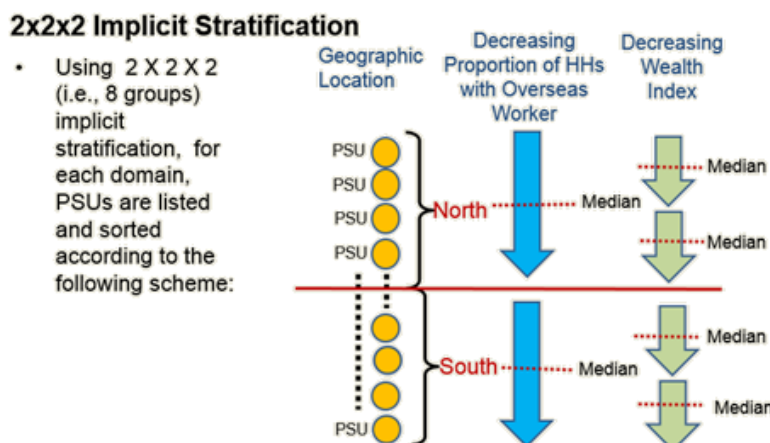 2x2x2 Implicit Stratification
• Using 2 X 2 X 2
(i.e., 8 groups)
implicit
stratification, for
each domain,
PSUs are listed
and sorted
according to the
following scheme:
Geographic
Location
Decreasing
Proportion of HHs
with Overseas
Worker
Decreasing
Wealth
Index
PSU
PSU
PSU
PSU
North
Median
Median
Median
PSU
South
Median
Median
Median